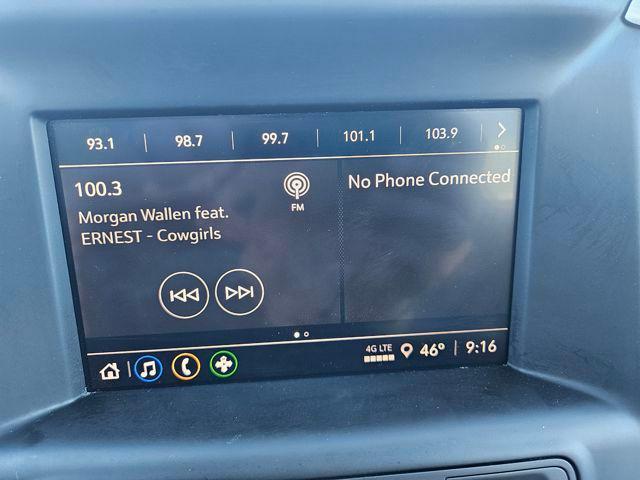 93.1 | 98.7 | 99.7 | 101.1 | 103.9 | >
100.3
FM
Morgan Wallen feat.
ERNEST - Cowgirls
No Phone Connected
4G LTE 46° | 9:16